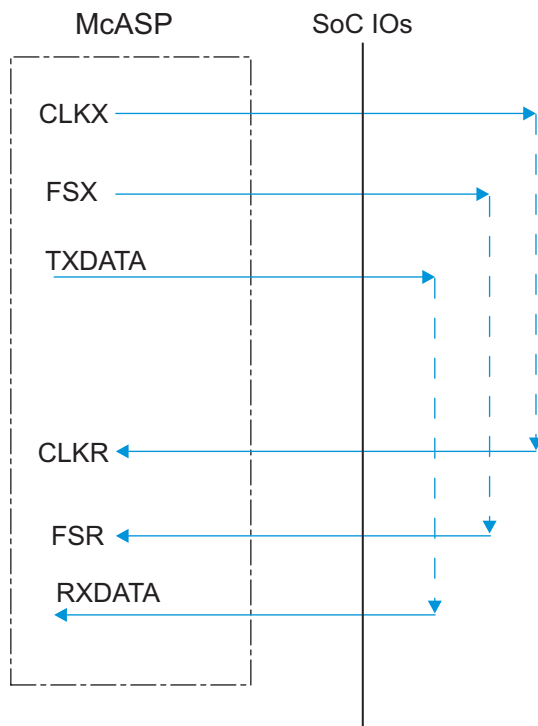 McASP
SoC IOs
CLKX
FSX
TXDATA
CLKR
FSR
RXDATA